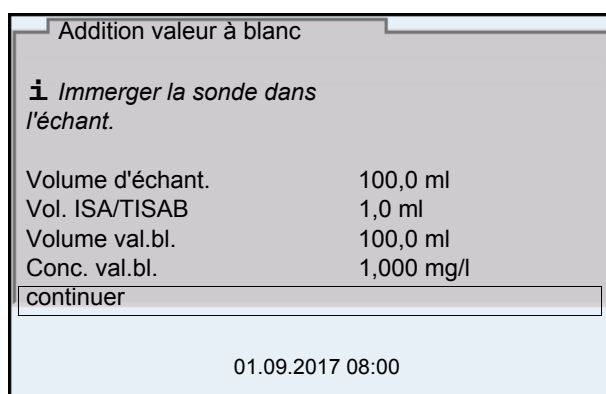 Addition valeur à blanc
i Immerger la sonde dans
l'échant.
Volume d'échant. 100,0 ml
Vol. ISA/TISAB 1,0 ml
Volume val.bl. 100,0 ml
Conc. val.bl. 1,000 mg/l
continuer
01.09.2017 08:00